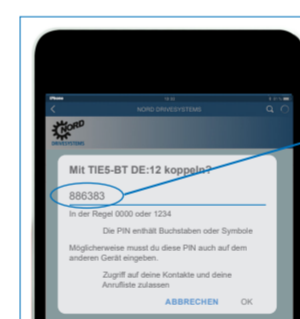 iPhone
NORD DRIVESYSTEMS
NORD
DRIVESYSTEMS
Mit TIE5-BT DE:12 koppeln?
886383
In der Regel 0000 oder 1234
Die PIN enthält Buchstaben oder Symbole
Möglicherweise musst du diese PIN auch auf dem
anderen Gerät eingeben.
Zugriff auf deine Kontakte und deine
Anrufliste zulassen
ABBRECHEN OK